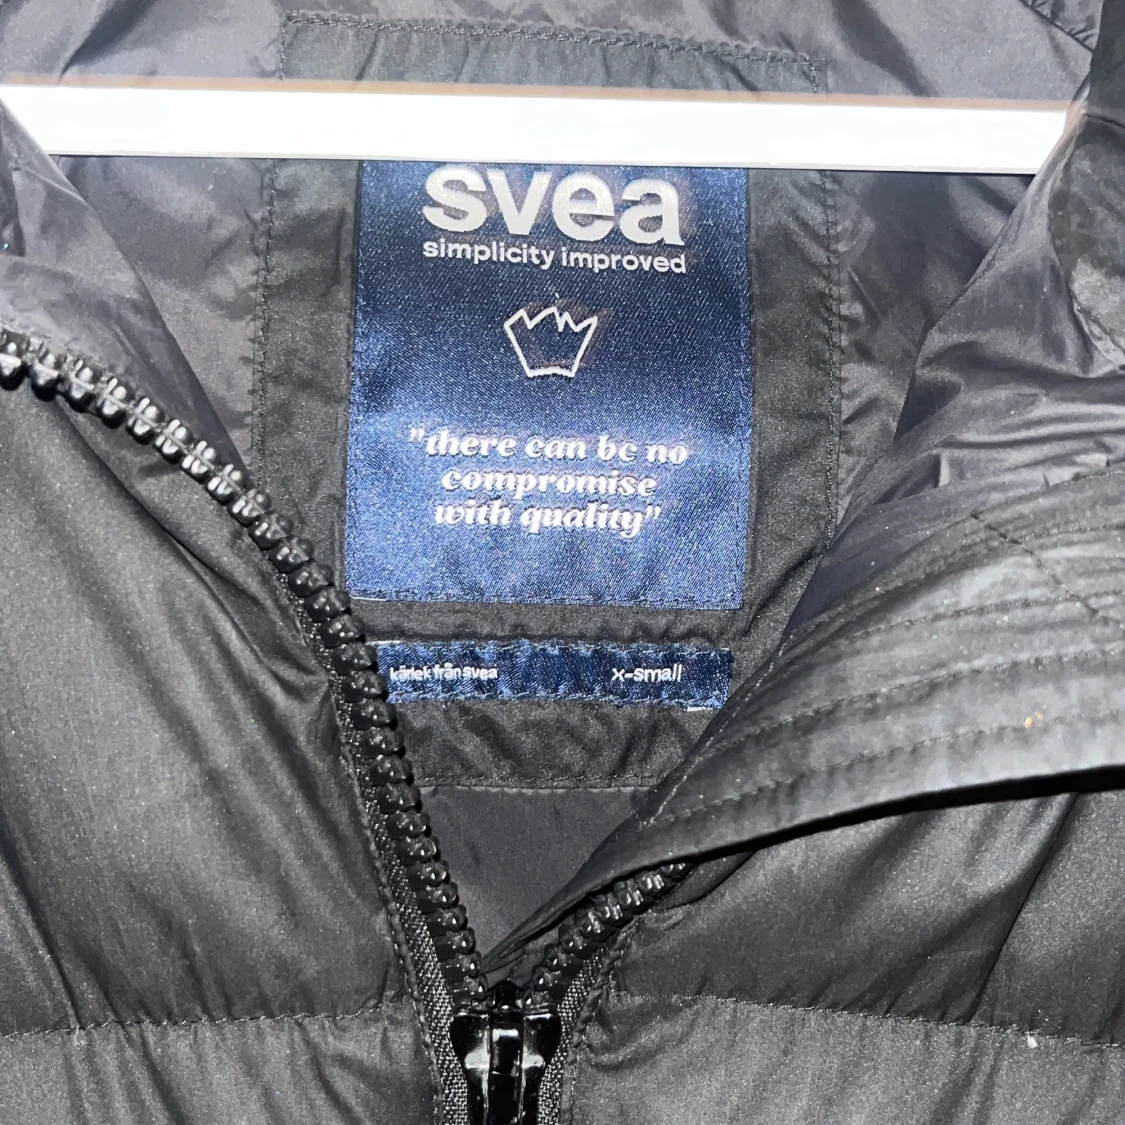 svea
simplicity improved
"there can be no
compromise
with quality"
kärlek från svea
x-small